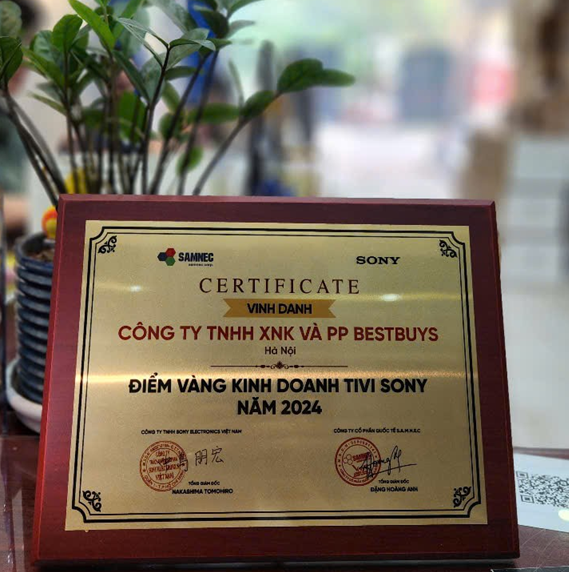 SAMNEC
SONY
CERTIFICATE
VINH DANH
CÔNG TY TNHH XNK VÀ PP BESTBUYS
Hà Nội
ĐIỂM VÀNG KINH DOANH TIVI SONY
NĂM 2024
CÔNG TY TNHH SONY ELECTRONICS VIỆT NAM
CÔNG TY CỔ PHẦN QUỐC TẾ S.A.M.N.E.C
TỔNG GIÁM ĐỐC
NAKASHIMA TOMOHIRO
TỔNG GIÁM ĐỐC
ĐẶNG HOÀNG ANH